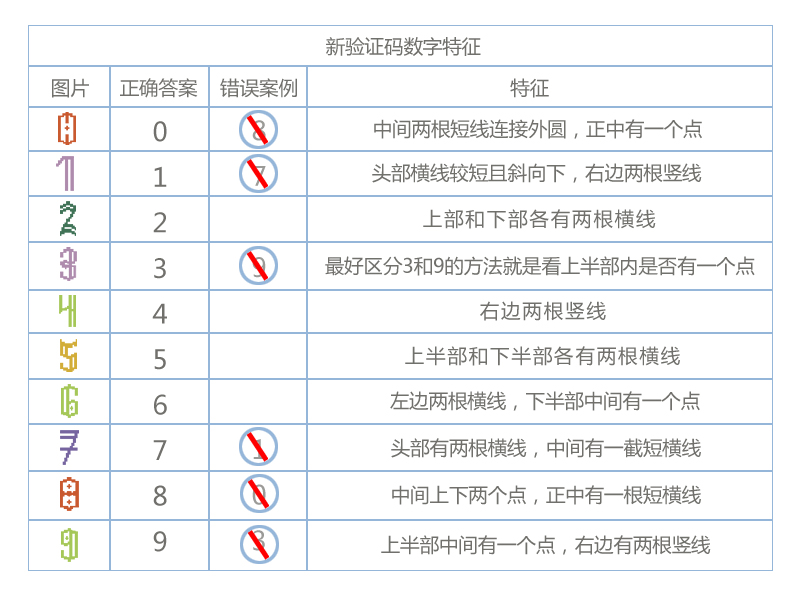 新验证码数字特征
图片 正确答案 错误案例 特征
0 0 8 中间两根短线连接外圆，正中有一个点
1 1 7 头部横线较短且斜向下，右边两根竖线
2 2 上部和下部各有两根横线
3 3 9 最好区分3和9的方法就是看上半部内是否有一个点
4 4 右边两根竖线
5 5 上半部和下半部各有两根横线
6 6 左边两根横线，下半部中间有一个点
7 7 1 头部有两根横线，中间有一截短横线
8 8 0 中间上下两个点，正中有一根短横线
9 9 3 上半部中间有一个点，右边有两根竖线